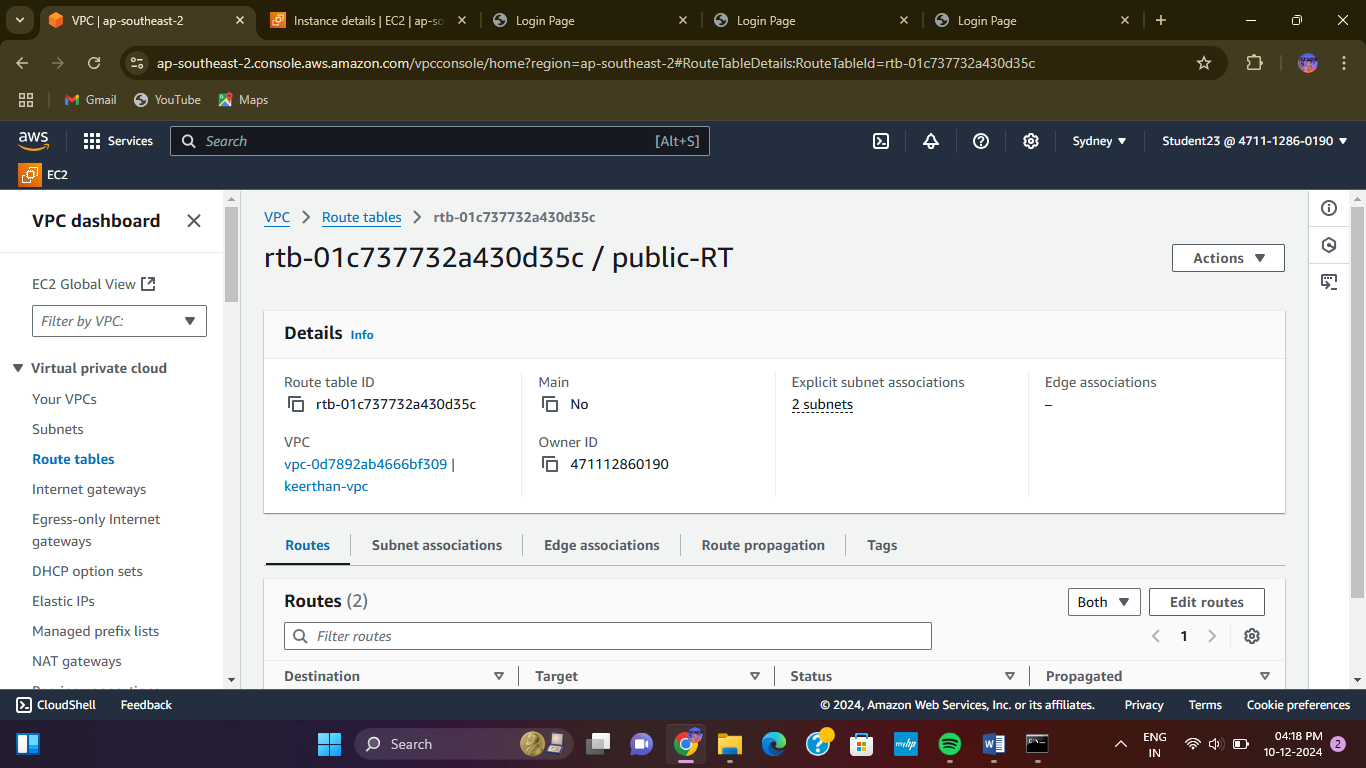 VPC | ap-southeast-2
Instance details | EC2 | ap-so
Login Page
Login Page
Login Page
ap-southeast-2.console.aws.amazon.com/vpcconsole/home?region=ap-southeast-2#RouteTableDetails:RouteTableId=rtb-01c737732a430d35c
Gmail
YouTube
Maps
aws
Services
Search
[Alt+S]
Sydney
Student23 @ 4711-1286-0190
EC2
VPC dashboard
EC2 Global View
Filter by VPC:
Virtual private cloud
Your VPCs
Subnets
Route tables
Internet gateways
Egress-only Internet
gateways
DHCP option sets
Elastic IPs
Managed prefix lists
NAT gateways
VPC
Route tables
rtb-01c737732a430d35c
rtb-01c737732a430d35c / public-RT
Actions
Details
Info
Route table ID
rtb-01c737732a430d35c
Main
No
Explicit subnet associations
2 subnets
Edge associations
–
VPC
vpc-0d7892ab4666bf309 |
keerthan-vpc
Owner ID
471112860190
Routes
Subnet associations
Edge associations
Route propagation
Tags
Routes (2)
Both
Edit routes
Filter routes
1
Destination
Target
Status
Propagated
CloudShell
Feedback
© 2024, Amazon Web Services, Inc. or its affiliates.
Privacy
Terms
Cookie preferences
Search
myhp
ENG
IN
04:18 PM
10-12-2024
2